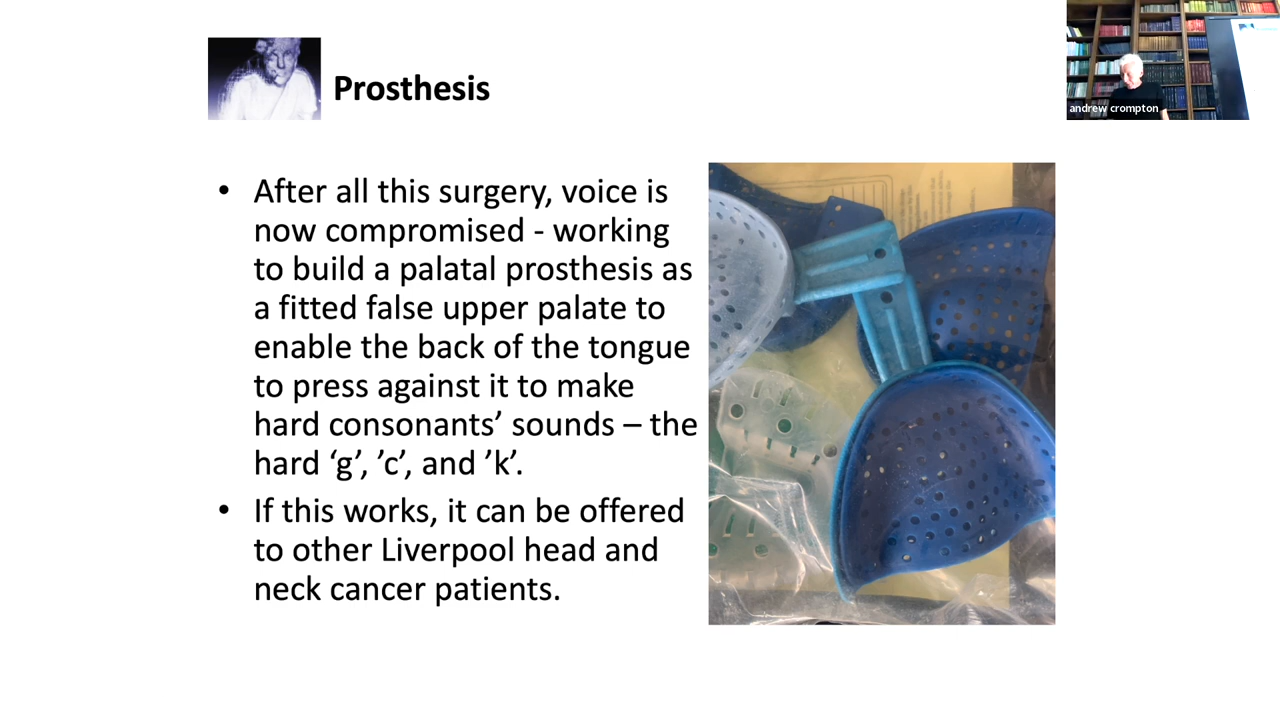 Prosthesis
andrew crompton
• After all this surgery, voice is
now compromised - working
to build a palatal prosthesis as
a fitted false upper palate to
enable the back of the tongue
to press against it to make
hard consonants’ sounds – the
hard ‘g’, ’c’, and ’k’.
• If this works, it can be offered
to other Liverpool head and
neck cancer patients.